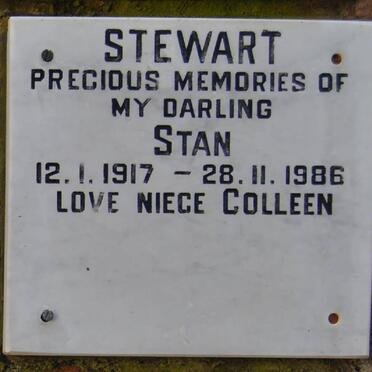 STEWART
PRECIOUS MEMORIES OF
MY DARLING
STAN
12.1.1917 – 28.11.1986
LOVE NIECE COLLEEN